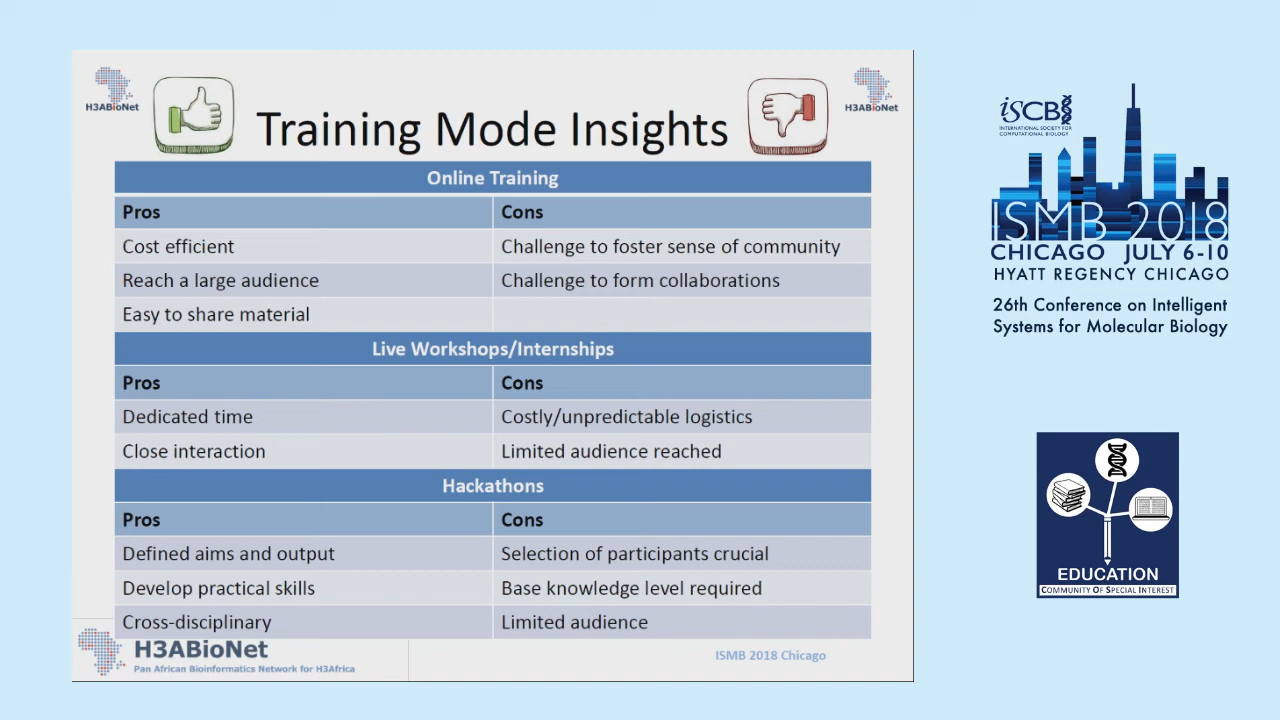 H3ABioNet
H3ABioNet
Training Mode Insights
Online Training
Pros Cons
Cost efficient Challenge to foster sense of community
Reach a large audience Challenge to form collaborations
Easy to share material
Live Workshops/Internships
Pros Cons
Dedicated time Costly/unpredictable logistics
Close interaction Limited audience reached
Hackathons
Pros Cons
Defined aims and output Selection of participants crucial
Develop practical skills Base knowledge level required
Cross-disciplinary Limited audience
H3ABioNet
Pan African Bioinformatics Network for H3Africa
ISMB 2018 Chicago
iSCB
INTERNATIONAL SOCIETY FOR
COMPUTATIONAL BIOLOGY
ISMB 2018
CHICAGO JULY 6-10
HYATT REGENCY CHICAGO
26th Conference on Intelligent
Systems for Molecular Biology
EDUCATION
COMMUNITY OF SPECIAL INTEREST